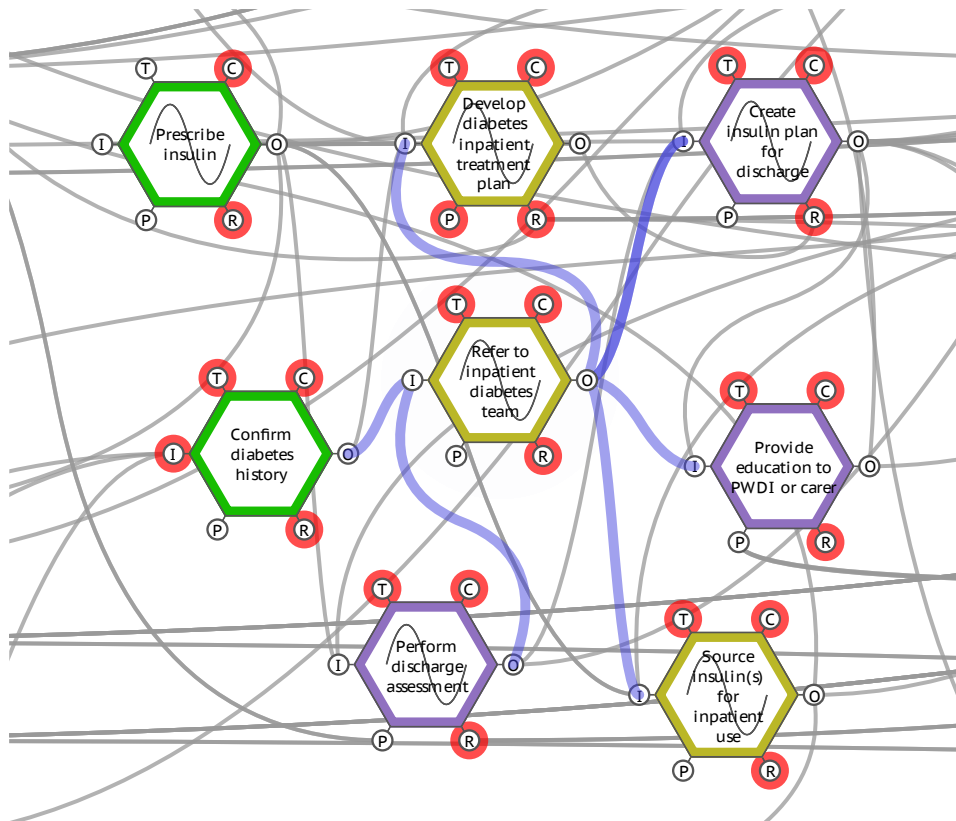 T C
I O
P R
Prescribe
insulin
T C
I O
P R
Develop
diabetes
inpatient
treatment
plan
T C
I O
P R
Create
insulin plan
for
discharge
T C
I O
P R
Refer to
inpatient
diabetes
team
T C
I O
P R
Confirm
diabetes
history
T C
I O
P R
Provide
education to
PWDI or carer
T C
I O
P R
Perform
discharge
assessment
T C
I O
P R
Source
insulin(s)
for
inpatient
use